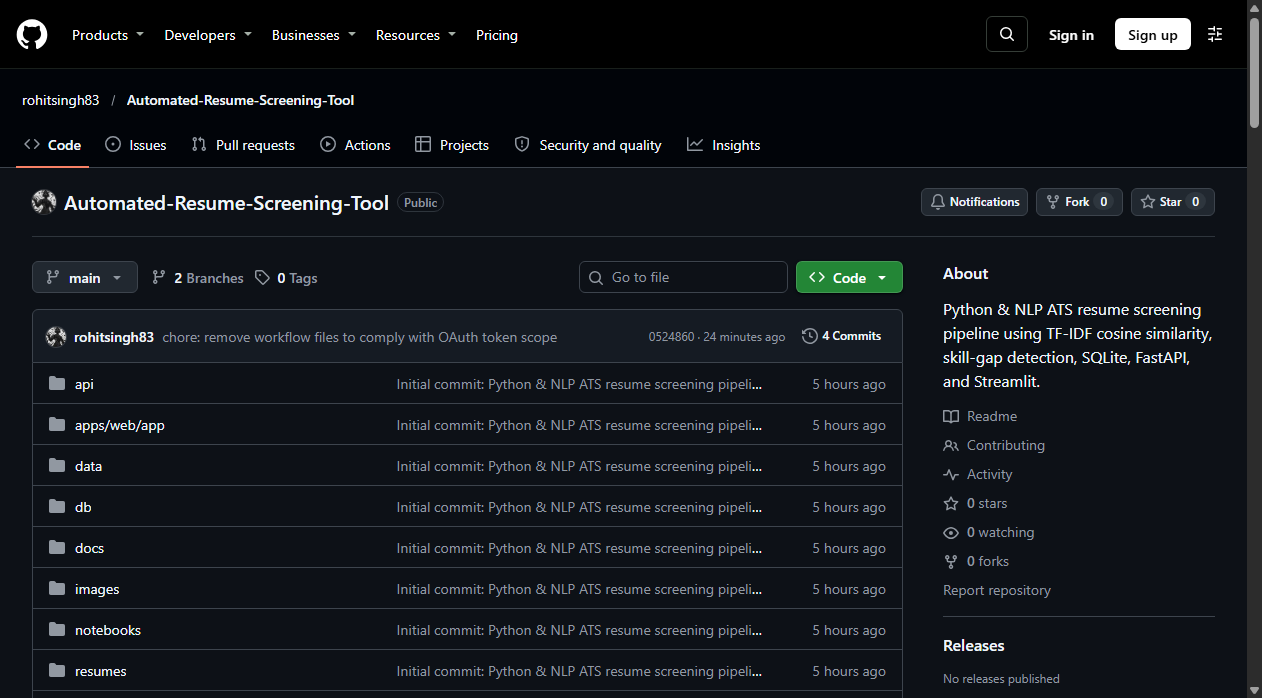 Products Developers Businesses Resources Pricing Sign in Sign up
rohitsingh83 / Automated-Resume-Screening-Tool
Code Issues Pull requests Actions Projects Security and quality Insights
Automated-Resume-Screening-Tool Public Notifications Fork 0 Star 0
main 2 Branches 0 Tags Go to file Code
rohitsingh83 chore: remove workflow files to comply with OAuth token scope 0524860 · 24 minutes ago 4 Commits
api Initial commit: Python & NLP ATS resume screening pipeli... 5 hours ago
apps/web/app Initial commit: Python & NLP ATS resume screening pipeli... 5 hours ago
data Initial commit: Python & NLP ATS resume screening pipeli... 5 hours ago
db Initial commit: Python & NLP ATS resume screening pipeli... 5 hours ago
docs Initial commit: Python & NLP ATS resume screening pipeli... 5 hours ago
images Initial commit: Python & NLP ATS resume screening pipeli... 5 hours ago
notebooks Initial commit: Python & NLP ATS resume screening pipeli... 5 hours ago
resumes Initial commit: Python & NLP ATS resume screening pipeli... 5 hours ago
About
Python & NLP ATS resume screening
pipeline using TF-IDF cosine similarity,
skill-gap detection, SQLite, FastAPI,
and Streamlit.
Readme
Contributing
Activity
0 stars
0 watching
0 forks
Report repository
Releases
No releases published